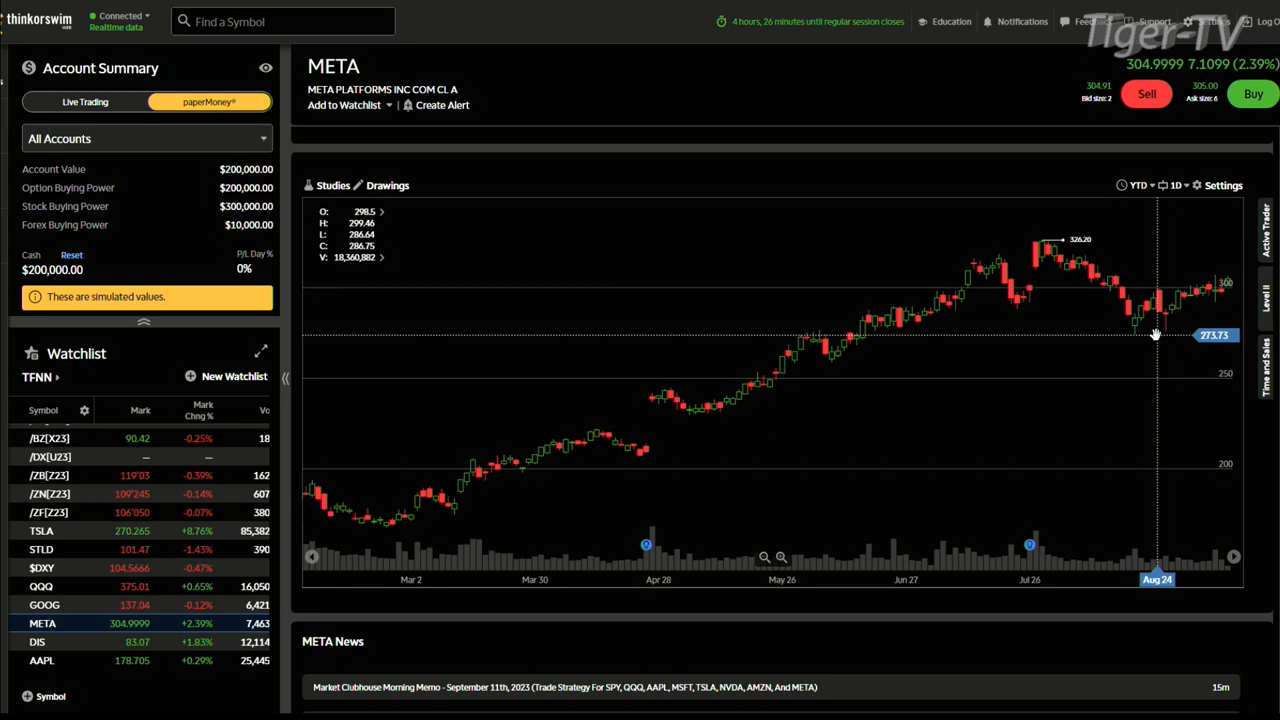 thinkorswim
WEB
Connected
Realtime data
Find a Symbol
4 hours, 26 minutes until regular session closes
Education
Notifications
Support
Log O
Tiger-TV
Account Summary
Live Trading
paperMoney®
All Accounts
Account Value $200,000.00
Option Buying Power $200,000.00
Stock Buying Power $300,000.00
Forex Buying Power $10,000.00
Cash Reset P/L Day %
$200,000.00 0%
These are simulated values.
Watchlist
TFNN
New Watchlist
Symbol Mark Mark Chng % Vo
/BZ[X23] 90.42 -0.25% 18
/DX[U23] — —
/ZB[Z23] 119'03 -0.39% 162
/ZN[Z23] 109'245 -0.14% 607
/ZF[Z23] 106'050 -0.07% 380
TSLA 270.265 +8.76% 85,382
STLD 101.47 -1.43% 390
$DXY 104.5666 -0.47%
QQQ 375.01 +0.65% 16,050
GOOG 137.04 -0.12% 6,421
META 304.9999 +2.39% 7,463
DIS 83.07 +1.83% 12,114
AAPL 178.705 +0.29% 25,445
Symbol
META
META PLATFORMS INC COM CL A
Add to Watchlist
Create Alert
304.9999 7.1099 (2.39%)
304.91
Bid size: 2
Sell
305.00
Ask size: 6
Buy
Studies
Drawings
YTD
1D
Settings
O: 298.5
H: 299.46
L: 286.64
C: 286.75
V: 18,360,882
326.20
300
273.73
250
200
Mar 2
Mar 30
Apr 28
May 26
Jun 27
Jul 26
Aug 24
Active Trader
Level II
Time and Sales
META News
Market Clubhouse Morning Memo - September 11th, 2023 (Trade Strategy For SPY, QQQ, AAPL, MSFT, TSLA, NVDA, AMZN, And META)
15m